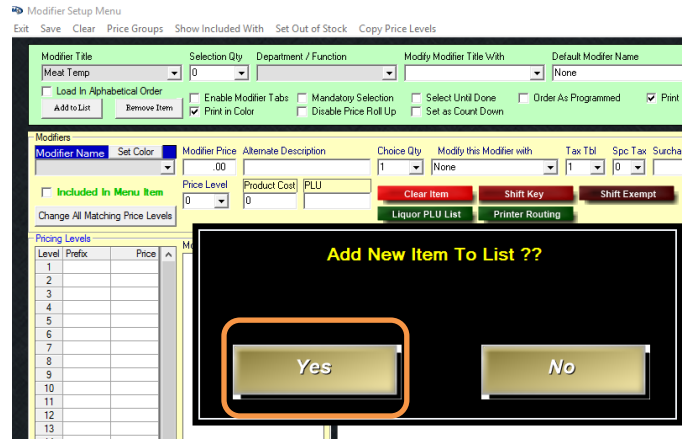 Modifier Setup Menu
Exit Save Clear Price Groups Show Included With Set Out of Stock Copy Price Levels
Modifier Title Selection Qty Department / Function Modify Modifier Title With Default Modifer Name
Meat Temp 0 None
Load In Alphabetical Order
Enable Modifier Tabs Mandatory Selection Select Until Done Order As Programmed Print
Add to List Remove Item
Print in Color Disable Price Roll Up Set as Count Down
Modifiers
Modifier Name Set Color Modifier Price Alternate Description Choice Qty Modify this Modifier with Tax Tbl Spc Tax Surcha
.00 1 None 1 0
Included In Menu Item Price Level Product Cost PLU
0 0 Clear Item Shift Key Shift Exempt
Change All Matching Price Levels Liquor PLU List Printer Routing
Pricing Levels
Level Prefix Price
1
2
3
4
5
6
7
8
9
10
11
12
13
Add New Item To List ??
Yes No